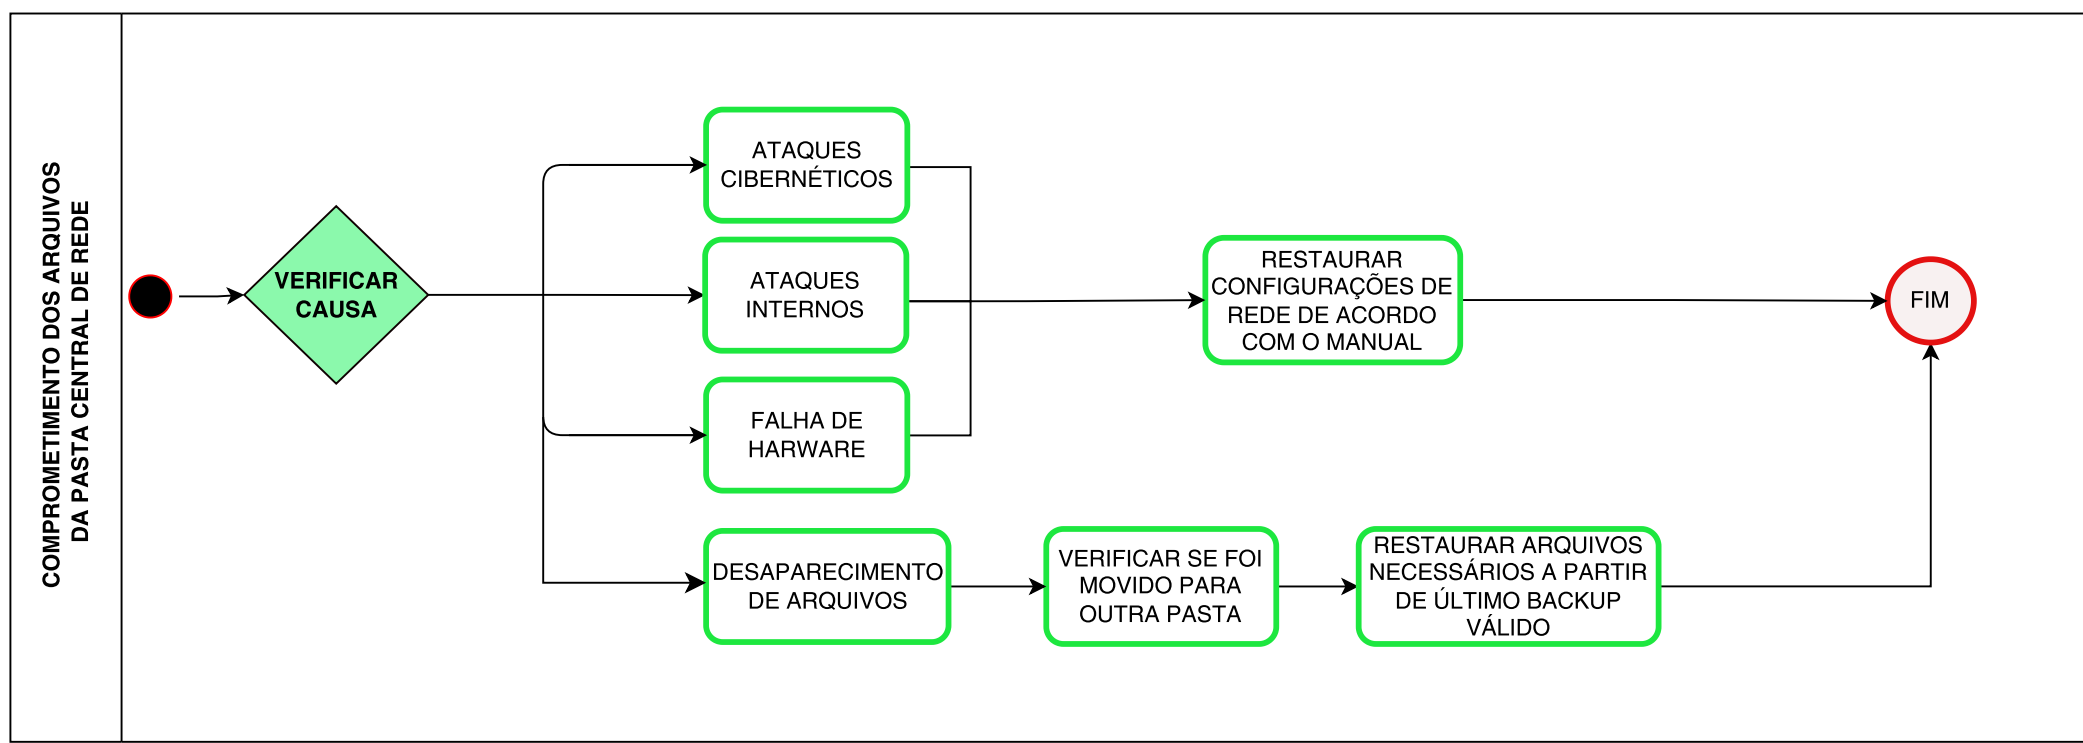 COMPROMETIMENTO DOS ARQUIVOS
DA PASTA CENTRAL DE REDE
VERIFICAR
CAUSA
ATAQUES
CIBERNÉTICOS
ATAQUES
INTERNOS
FALHA DE
HARWARE
DESAPARECIMENTO
DE ARQUIVOS
VERIFICAR SE FOI
MOVIDO PARA
OUTRA PASTA
RESTAURAR ARQUIVOS
NECESSÁRIOS A PARTIR
DE ÚLTIMO BACKUP
VÁLIDO
RESTAURAR
CONFIGURAÇÕES DE
REDE DE ACORDO
COM O MANUAL
FIM